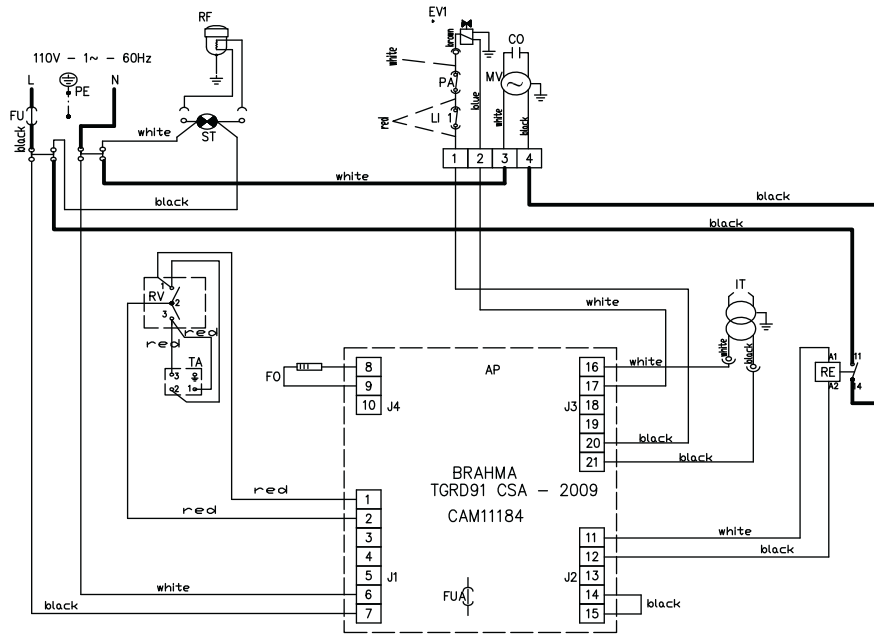 RF
EV1
110V - 1~ - 60Hz
L
PE
N
FU
black
white
ST
white
brown
PA
blue
red
LI 1
CO
MV
white
black
1 2 3 4
white
black
black
black
RV
1
2
3
red
red
TA
3
2
1
FO
8
9
10
J4
AP
16
17
18
19
20
21
J3
white
white
black
black
IT
white
black
A1
RE
A2
11
14
BRAHMA
TGRD91 CSA - 2009
CAM11184
red
red
1
2
3
4
5
6
7
J1
white
black
FUA
11
12
13
14
15
J2
white
black
black